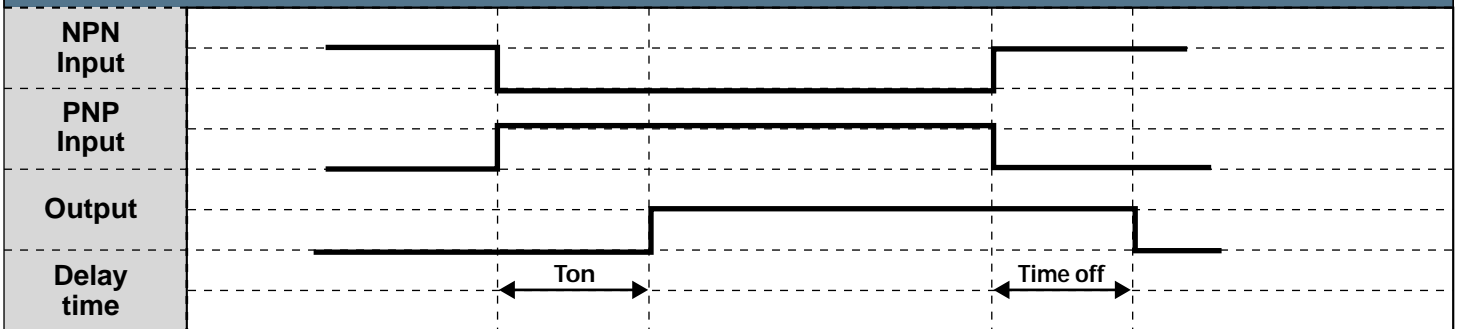 NPN
Input
PNP
Input
Output
Delay
time
Ton
Time off